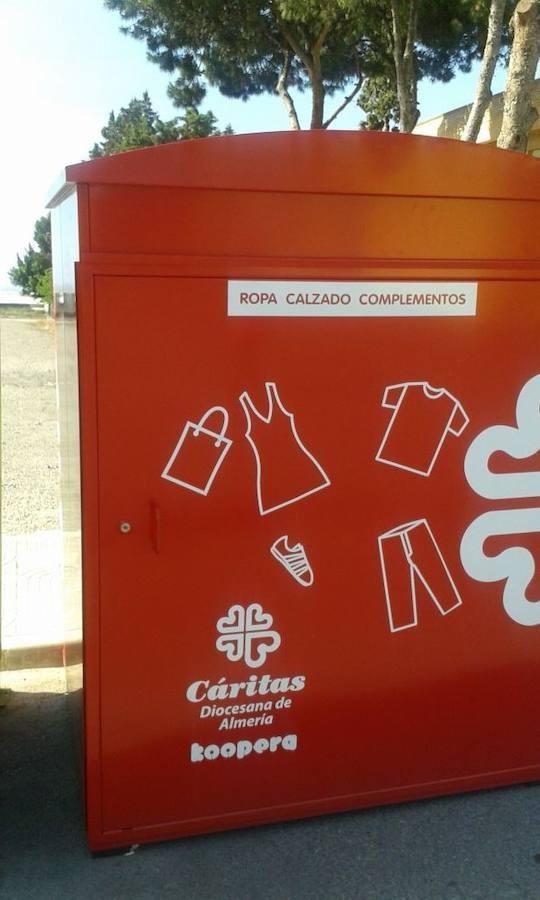 ROPA CALZADO COMPLEMENTOS
Cáritas
Diocesana de
Almería
koopera